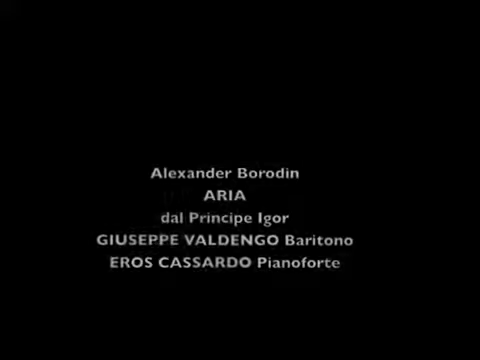 Alexander Borodin
ARIA
dal Principe Igor
GIUSEPPE VALDENGO Baritono
EROS CASSARDO Pianoforte